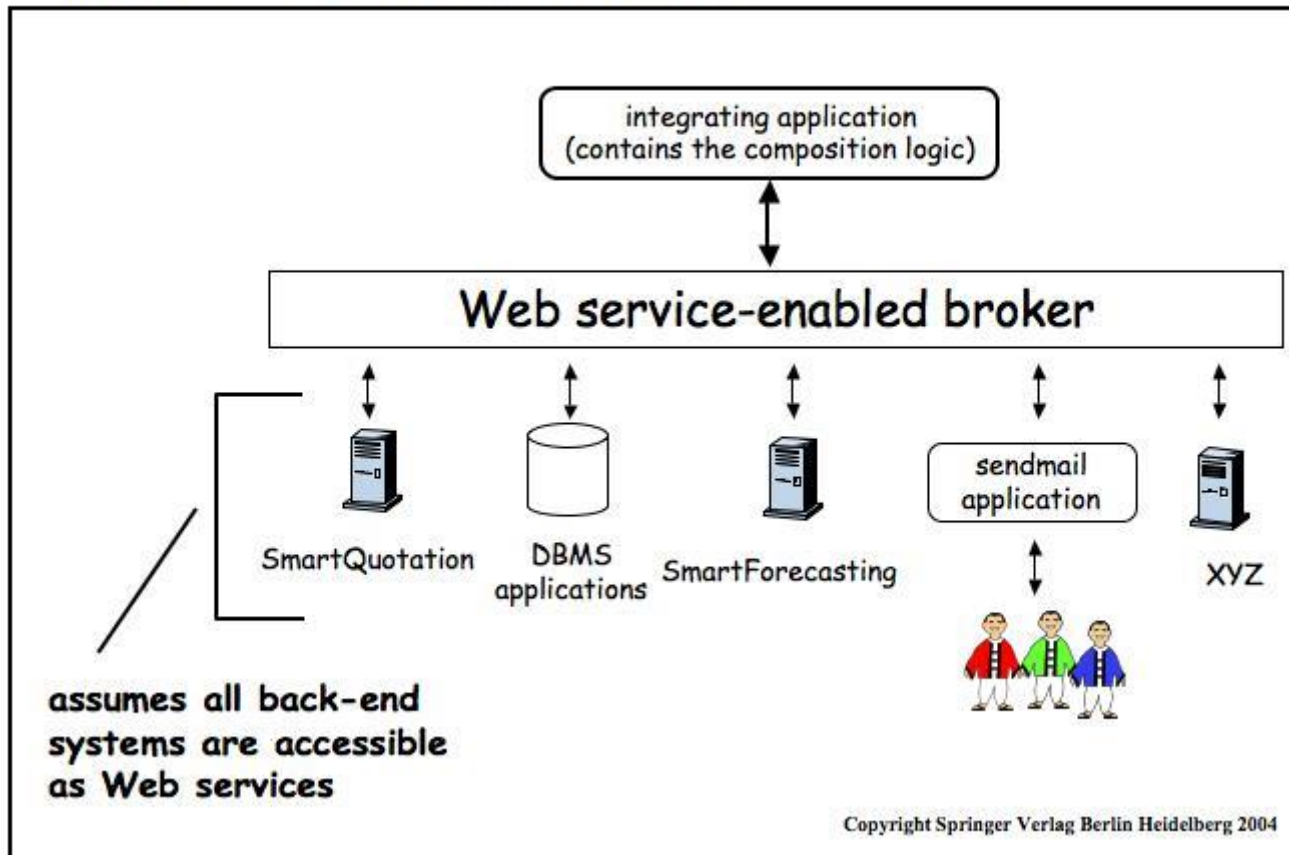 integrating application
(contains the composition logic)
Web service-enabled broker
SmartQuotation
DBMS
applications
SmartForecasting
sendmail
application
XYZ
assumes all back-end
systems are accessible
as Web services
Copyright Springer Verlag Berlin Heidelberg 2004